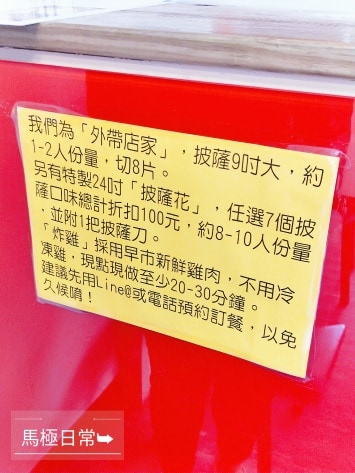 我們為「外帶店家」，披薩9吋大，約
1-2人份量，切8片。
另有特製24吋「披薩花」，任選7個披
薩口味總計折扣100元，約8-10人份量
，並附1把披薩刀。
「炸雞」採用早市新鮮雞肉，不用冷
凍雞，現點現做至少20-30分鐘。
建議先用Line@或電話預約訂餐，以免
久候唷！
馬極日常